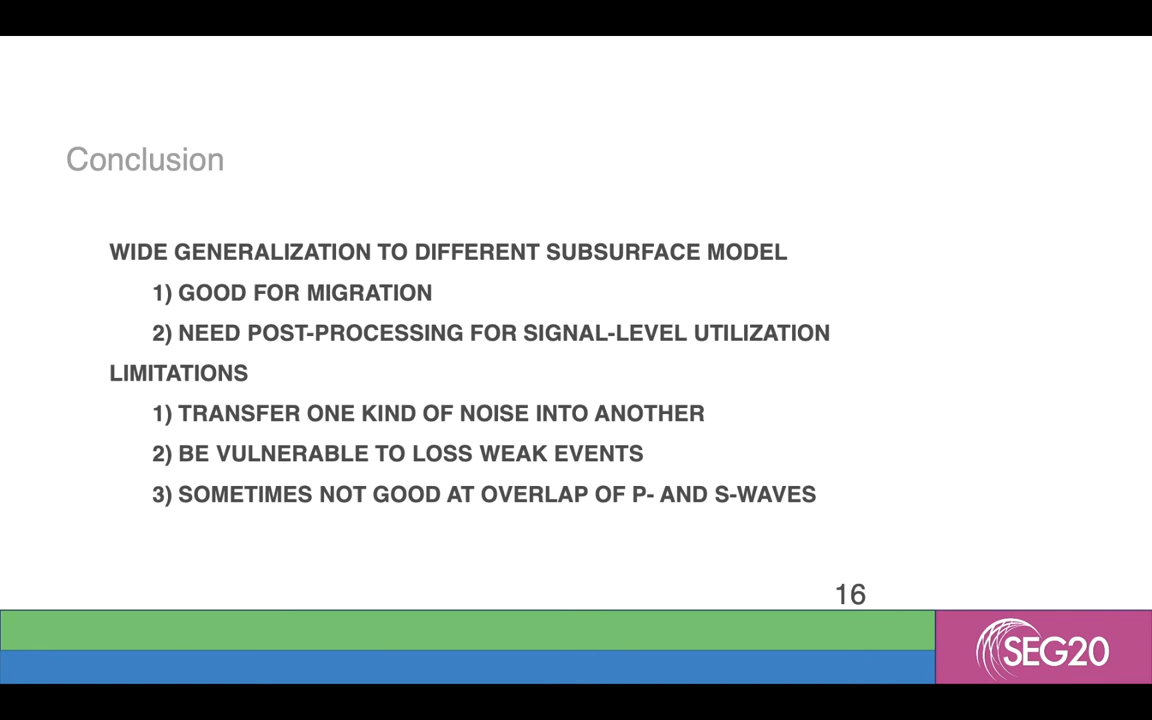 Conclusion
WIDE GENERALIZATION TO DIFFERENT SUBSURFACE MODEL
1) GOOD FOR MIGRATION
2) NEED POST-PROCESSING FOR SIGNAL-LEVEL UTILIZATION
LIMITATIONS
1) TRANSFER ONE KIND OF NOISE INTO ANOTHER
2) BE VULNERABLE TO LOSS WEAK EVENTS
3) SOMETIMES NOT GOOD AT OVERLAP OF P- AND S-WAVES
16
SEG20